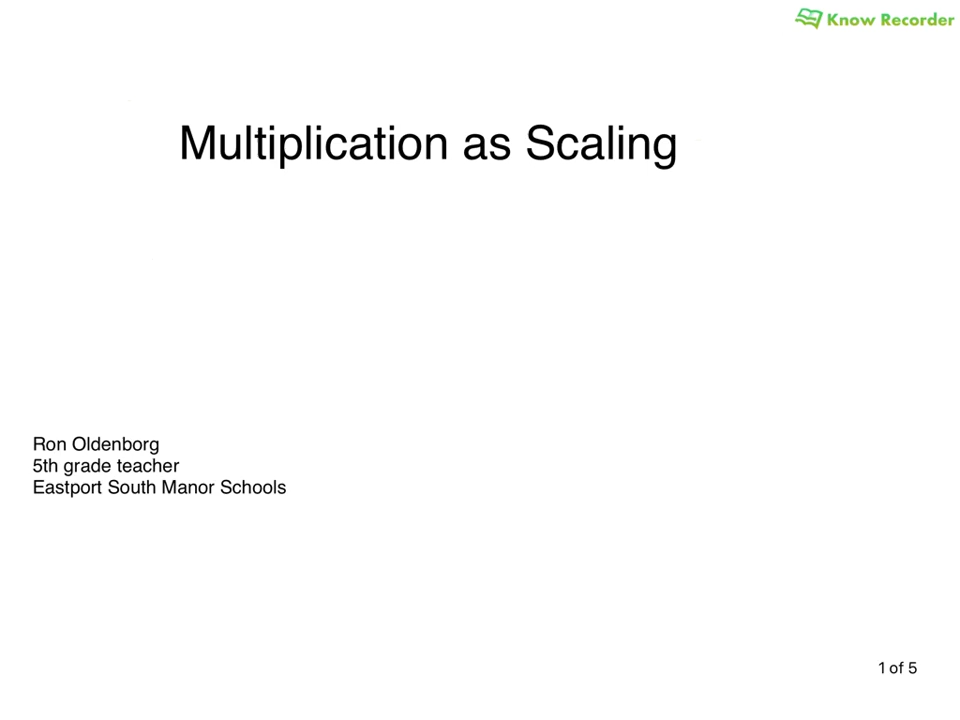 Know Recorder
Multiplication as Scaling
Ron Oldenborg
5th grade teacher
Eastport South Manor Schools
1 of 5